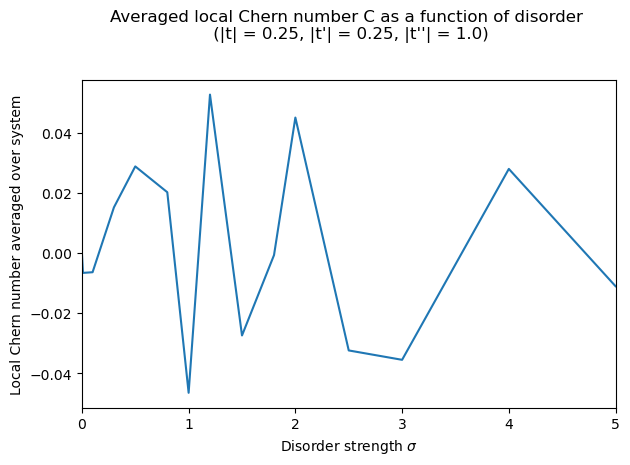 Averaged local Chern number C as a function of disorder
(|t| = 0.25, |t'| = 0.25, |t''| = 1.0)
Local Chern number averaged over system
0.04
0.02
0.00
−0.02
−0.04
0 1 2 3 4 5
Disorder strength σ